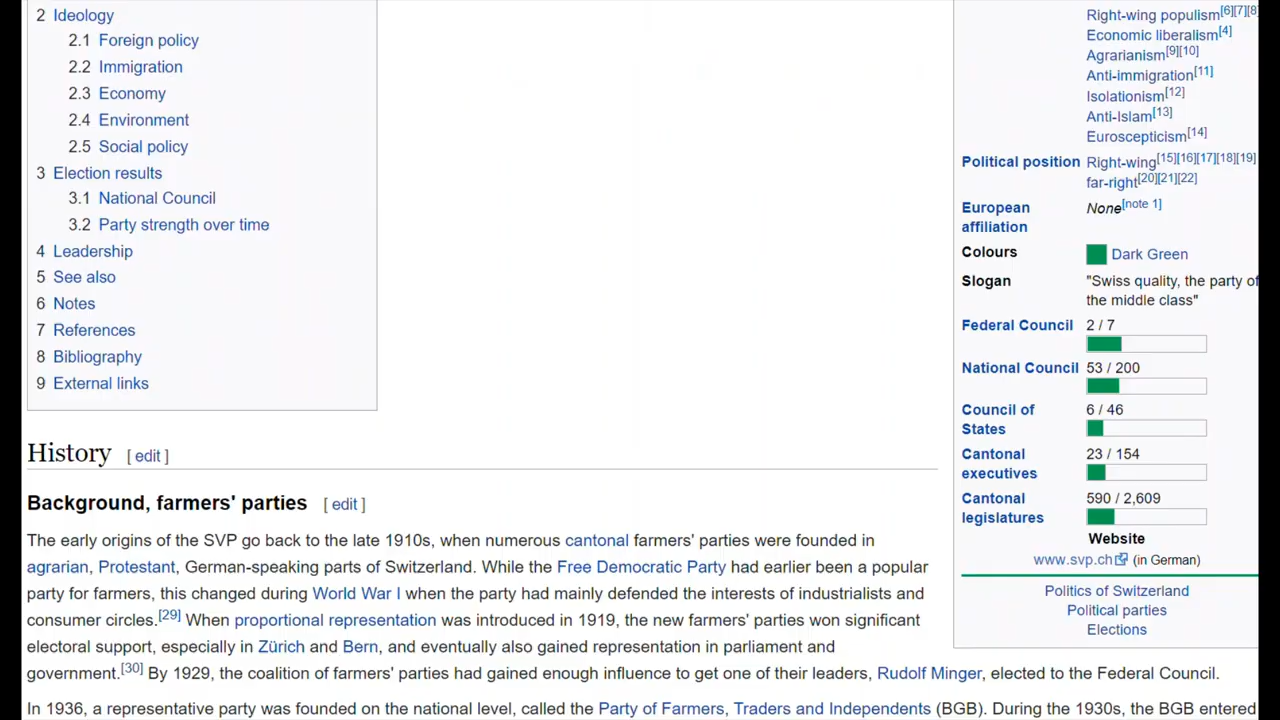 2 Ideology
2.1 Foreign policy
2.2 Immigration
2.3 Economy
2.4 Environment
2.5 Social policy
3 Election results
3.1 National Council
3.2 Party strength over time
4 Leadership
5 See also
6 Notes
7 References
8 Bibliography
9 External links
History [ edit ]
Background, farmers' parties [ edit ]
The early origins of the SVP go back to the late 1910s, when numerous cantonal farmers' parties were founded in
agrarian, Protestant, German-speaking parts of Switzerland. While the Free Democratic Party had earlier been a popular
party for farmers, this changed during World War I when the party had mainly defended the interests of industrialists and
consumer circles.[29] When proportional representation was introduced in 1919, the new farmers' parties won significant
electoral support, especially in Zürich and Bern, and eventually also gained representation in parliament and
government.[30] By 1929, the coalition of farmers' parties had gained enough influence to get one of their leaders, Rudolf Minger, elected to the Federal Council.
In 1936, a representative party was founded on the national level, called the Party of Farmers, Traders and Independents (BGB). During the 1930s, the BGB entered
Right-wing populism[6][7][8
Economic liberalism[4]
Agrarianism[9][10]
Anti-immigration[11]
Isolationism[12]
Anti-Islam[13]
Euroscepticism[14]
Political position Right-wing[15][16][17][18][19]
far-right[20][21][22]
European None[note 1]
affiliation
Colours Dark Green
Slogan "Swiss quality, the party of
the middle class"
Federal Council 2 / 7
National Council 53 / 200
Council of 6 / 46
States
Cantonal 23 / 154
executives
Cantonal 590 / 2,609
legislatures
Website
www.svp.ch (in German)
Politics of Switzerland
Political parties
Elections